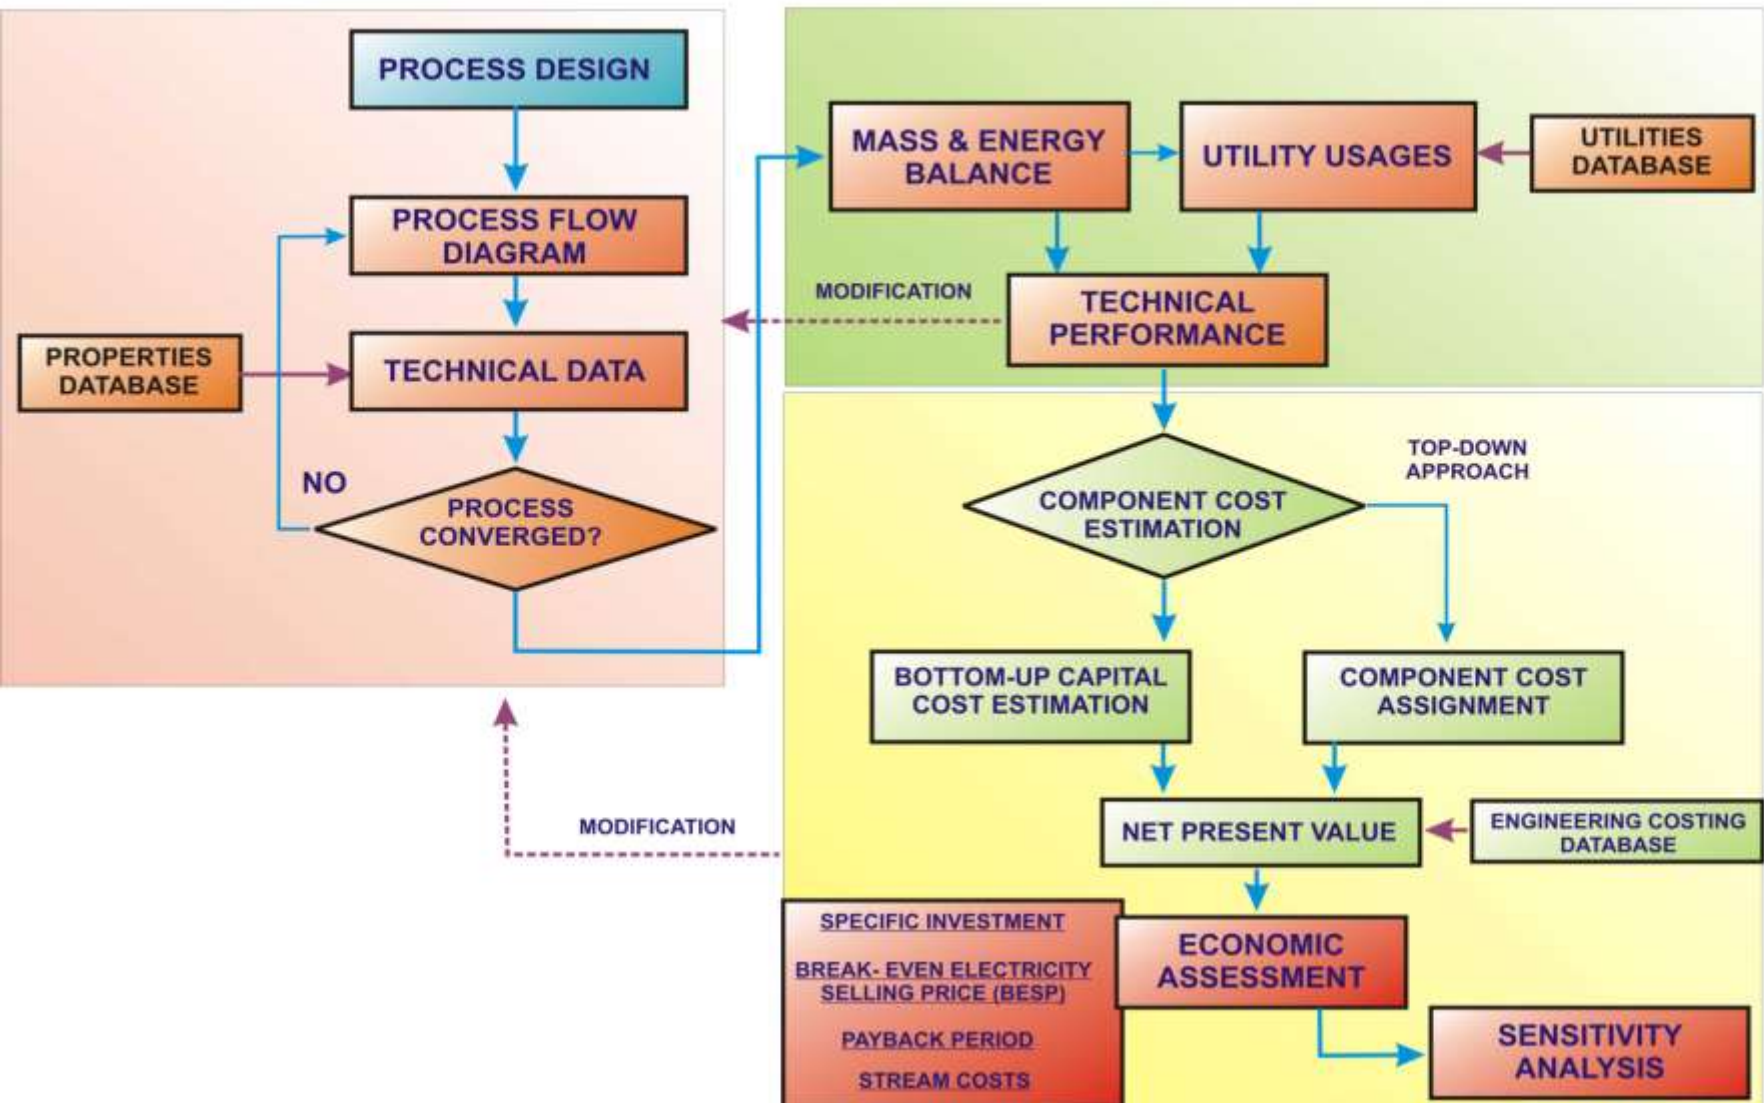 PROCESS DESIGN
PROCESS FLOW
DIAGRAM
PROPERTIES
DATABASE
TECHNICAL DATA
NO
PROCESS
CONVERGED?
MASS & ENERGY
BALANCE
UTILITY USAGES
UTILITIES
DATABASE
MODIFICATION
TECHNICAL
PERFORMANCE
TOP-DOWN
APPROACH
COMPONENT COST
ESTIMATION
BOTTOM-UP CAPITAL
COST ESTIMATION
COMPONENT COST
ASSIGNMENT
MODIFICATION
NET PRESENT VALUE
ENGINEERING COSTING
DATABASE
SPECIFIC INVESTMENT
BREAK- EVEN ELECTRICITY
SELLING PRICE (BESP)
PAYBACK PERIOD
STREAM COSTS
ECONOMIC
ASSESSMENT
SENSITIVITY
ANALYSIS